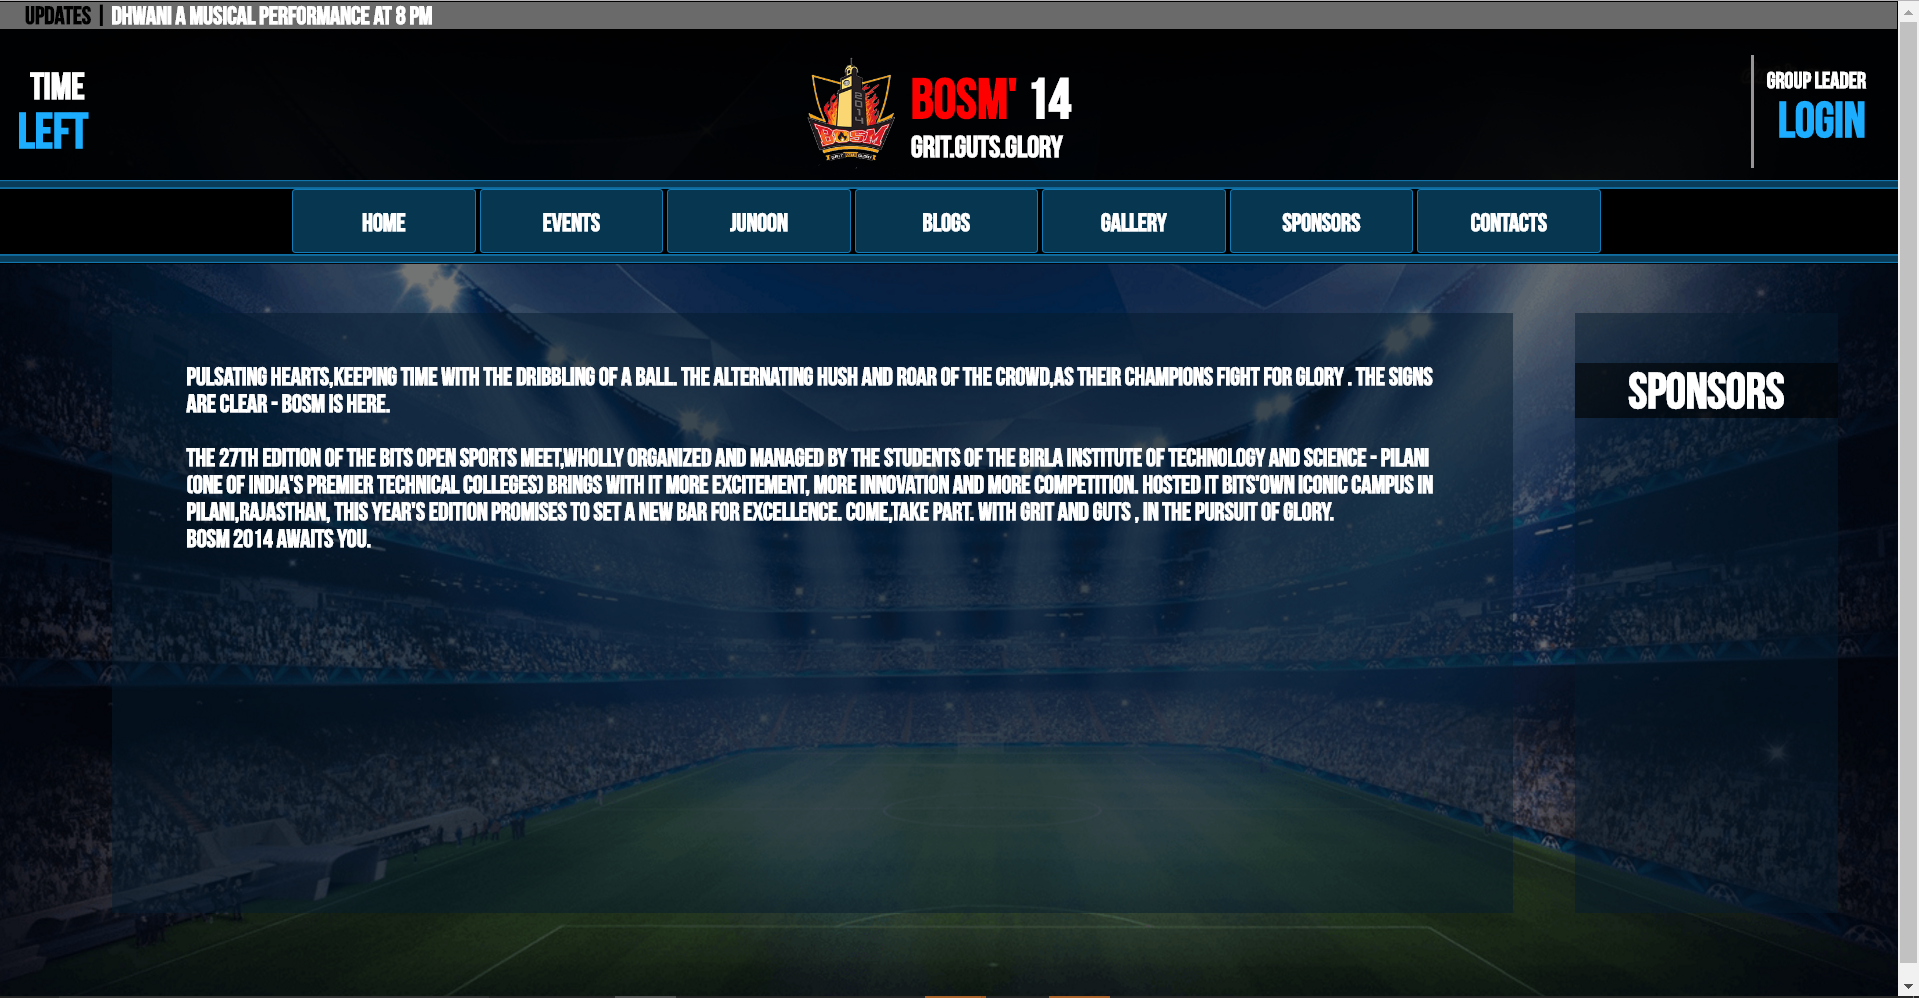 UPDATES | DHWANI A MUSICAL PERFORMANCE AT 8 PM
TIME
LEFT
2014
BOSM
GRIT.GUTS.GLORY
BOSM' 14
GRIT.GUTS.GLORY
GROUP LEADER
LOGIN
HOME
EVENTS
JUNOON
BLOGS
GALLERY
SPONSORS
CONTACTS
PULSATING HEARTS,KEEPING TIME WITH THE DRIBBLING OF A BALL. THE ALTERNATING HUSH AND ROAR OF THE CROWD,AS THEIR CHAMPIONS FIGHT FOR GLORY . THE SIGNS
ARE CLEAR - BOSM IS HERE.
THE 27TH EDITION OF THE BITS OPEN SPORTS MEET,WHOLLY ORGANIZED AND MANAGED BY THE STUDENTS OF THE BIRLA INSTITUTE OF TECHNOLOGY AND SCIENCE - PILANI
(ONE OF INDIA'S PREMIER TECHNICAL COLLEGES) BRINGS WITH IT MORE EXCITEMENT, MORE INNOVATION AND MORE COMPETITION. HOSTED IT BITS'OWN ICONIC CAMPUS IN
PILANI,RAJASTHAN, THIS YEAR'S EDITION PROMISES TO SET A NEW BAR FOR EXCELLENCE. COME,TAKE PART. WITH GRIT AND GUTS , IN THE PURSUIT OF GLORY.
BOSM 2014 AWAITS YOU.
SPONSORS